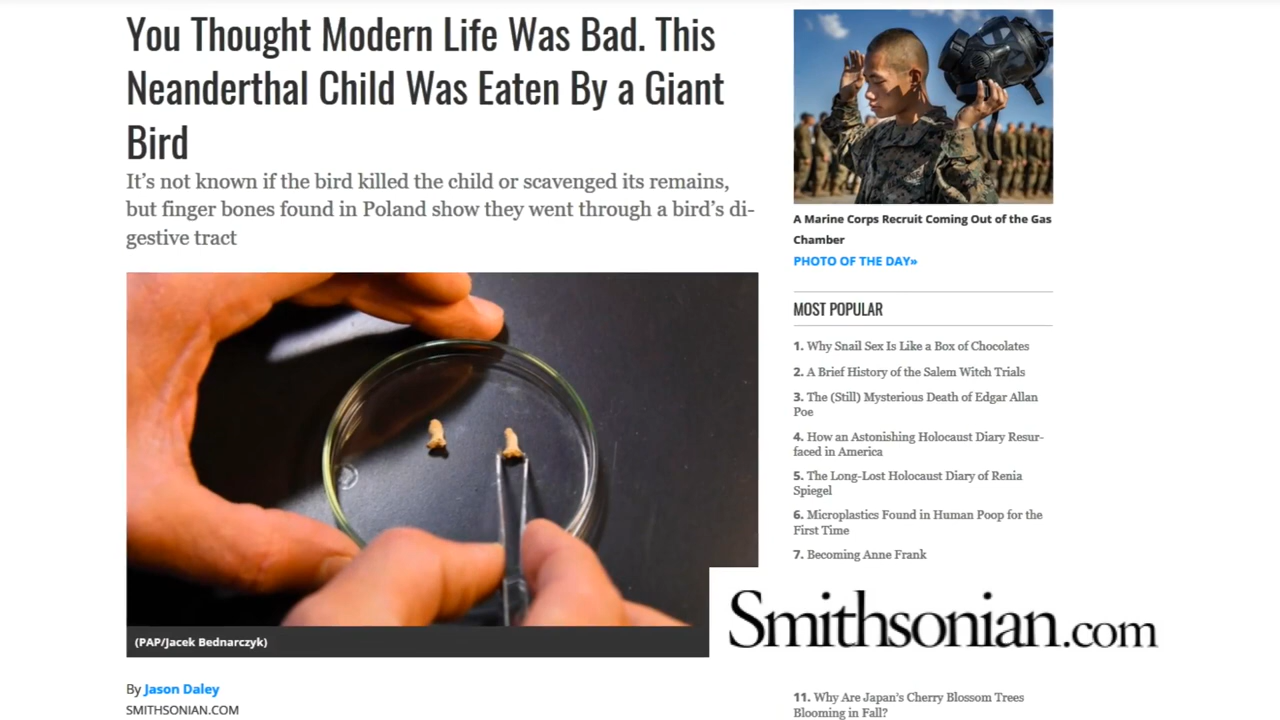 You Thought Modern Life Was Bad. This
Neanderthal Child Was Eaten By a Giant
Bird
It’s not known if the bird killed the child or scavenged its remains,
but finger bones found in Poland show they went through a bird’s di-
gestive tract
(PAP/Jacek Bednarczyk)
By Jason Daley
SMITHSONIAN.COM
A Marine Corps Recruit Coming Out of the Gas
Chamber
PHOTO OF THE DAY»
MOST POPULAR
1. Why Snail Sex Is Like a Box of Chocolates
2. A Brief History of the Salem Witch Trials
3. The (Still) Mysterious Death of Edgar Allan
Poe
4. How an Astonishing Holocaust Diary Resur-
faced in America
5. The Long-Lost Holocaust Diary of Renia
Spiegel
6. Microplastics Found in Human Poop for the
First Time
7. Becoming Anne Frank
Smithsonian.com
11. Why Are Japan’s Cherry Blossom Trees
Blooming in Fall?